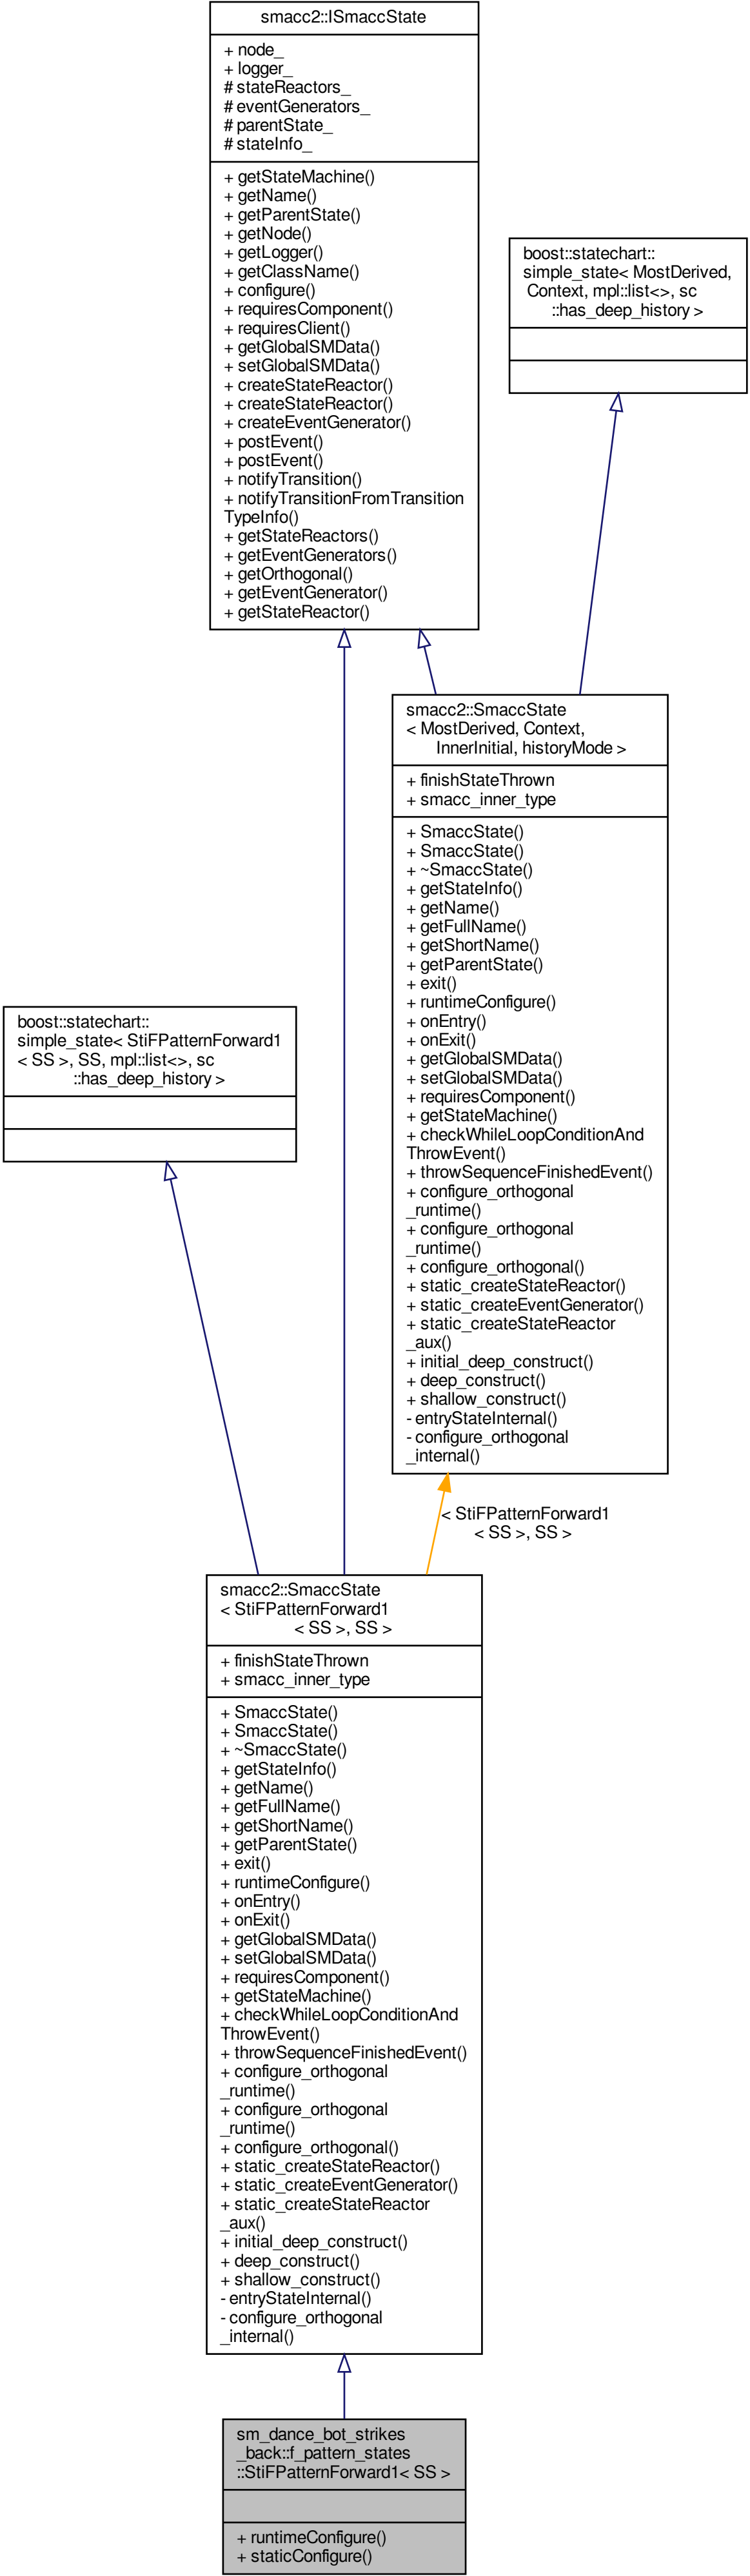 smacc2::ISmaccState
+ node_
+ logger_
# stateReactors_
# eventGenerators_
# parentState_
# stateInfo_
+ getStateMachine()
+ getName()
+ getParentState()
+ getNode()
+ getLogger()
+ getClassName()
+ configure()
+ requiresComponent()
+ requiresClient()
+ getGlobalSMData()
+ setGlobalSMData()
+ createStateReactor()
+ createStateReactor()
+ createEventGenerator()
+ postEvent()
+ postEvent()
+ notifyTransition()
+ notifyTransitionFromTransition
TypeInfo()
+ getStateReactors()
+ getEventGenerators()
+ getOrthogonal()
+ getEventGenerator()
+ getStateReactor()
boost::statechart::
simple_state< MostDerived,
Context, mpl::list<>, sc
::has_deep_history >
smacc2::SmaccState
< MostDerived, Context,
InnerInitial, historyMode >
+ finishStateThrown
+ smacc_inner_type
+ SmaccState()
+ SmaccState()
+ ~SmaccState()
+ getStateInfo()
+ getName()
+ getFullName()
+ getShortName()
+ getParentState()
+ exit()
+ runtimeConfigure()
+ onEntry()
+ onExit()
+ getGlobalSMData()
+ setGlobalSMData()
+ requiresComponent()
+ getStateMachine()
+ checkWhileLoopConditionAnd
ThrowEvent()
+ throwSequenceFinishedEvent()
+ configure_orthogonal
_runtime()
+ configure_orthogonal
_runtime()
+ configure_orthogonal()
+ static_createStateReactor()
+ static_createEventGenerator()
+ static_createStateReactor
_aux()
+ initial_deep_construct()
+ deep_construct()
+ shallow_construct()
- entryStateInternal()
- configure_orthogonal
_internal()
boost::statechart::
simple_state< StiFPatternForward1
< SS >, SS, mpl::list<>, sc
::has_deep_history >
< StiFPatternForward1
< SS >, SS >
smacc2::SmaccState
< StiFPatternForward1
< SS >, SS >
+ finishStateThrown
+ smacc_inner_type
+ SmaccState()
+ SmaccState()
+ ~SmaccState()
+ getStateInfo()
+ getName()
+ getFullName()
+ getShortName()
+ getParentState()
+ exit()
+ runtimeConfigure()
+ onEntry()
+ onExit()
+ getGlobalSMData()
+ setGlobalSMData()
+ requiresComponent()
+ getStateMachine()
+ checkWhileLoopConditionAnd
ThrowEvent()
+ throwSequenceFinishedEvent()
+ configure_orthogonal
_runtime()
+ configure_orthogonal
_runtime()
+ configure_orthogonal()
+ static_createStateReactor()
+ static_createEventGenerator()
+ static_createStateReactor
_aux()
+ initial_deep_construct()
+ deep_construct()
+ shallow_construct()
- entryStateInternal()
- configure_orthogonal
_internal()
sm_dance_bot_strikes
_back::f_pattern_states
::StiFPatternForward1< SS >
+ runtimeConfigure()
+ staticConfigure()